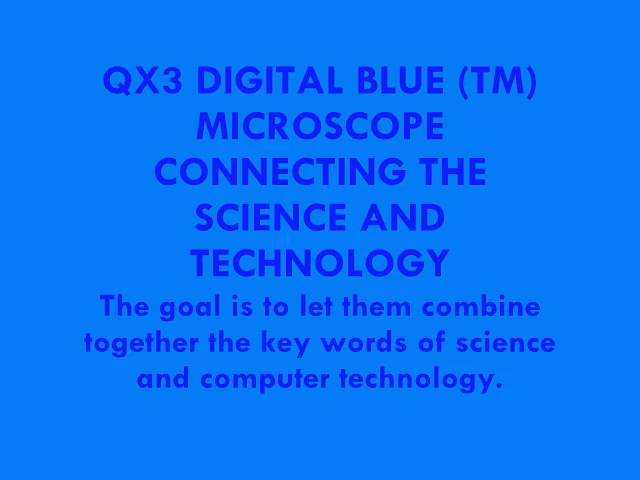 QX3 DIGITAL BLUE (TM)
MICROSCOPE
CONNECTING THE
SCIENCE AND
TECHNOLOGY
The goal is to let them combine
together the key words of science
and computer technology.